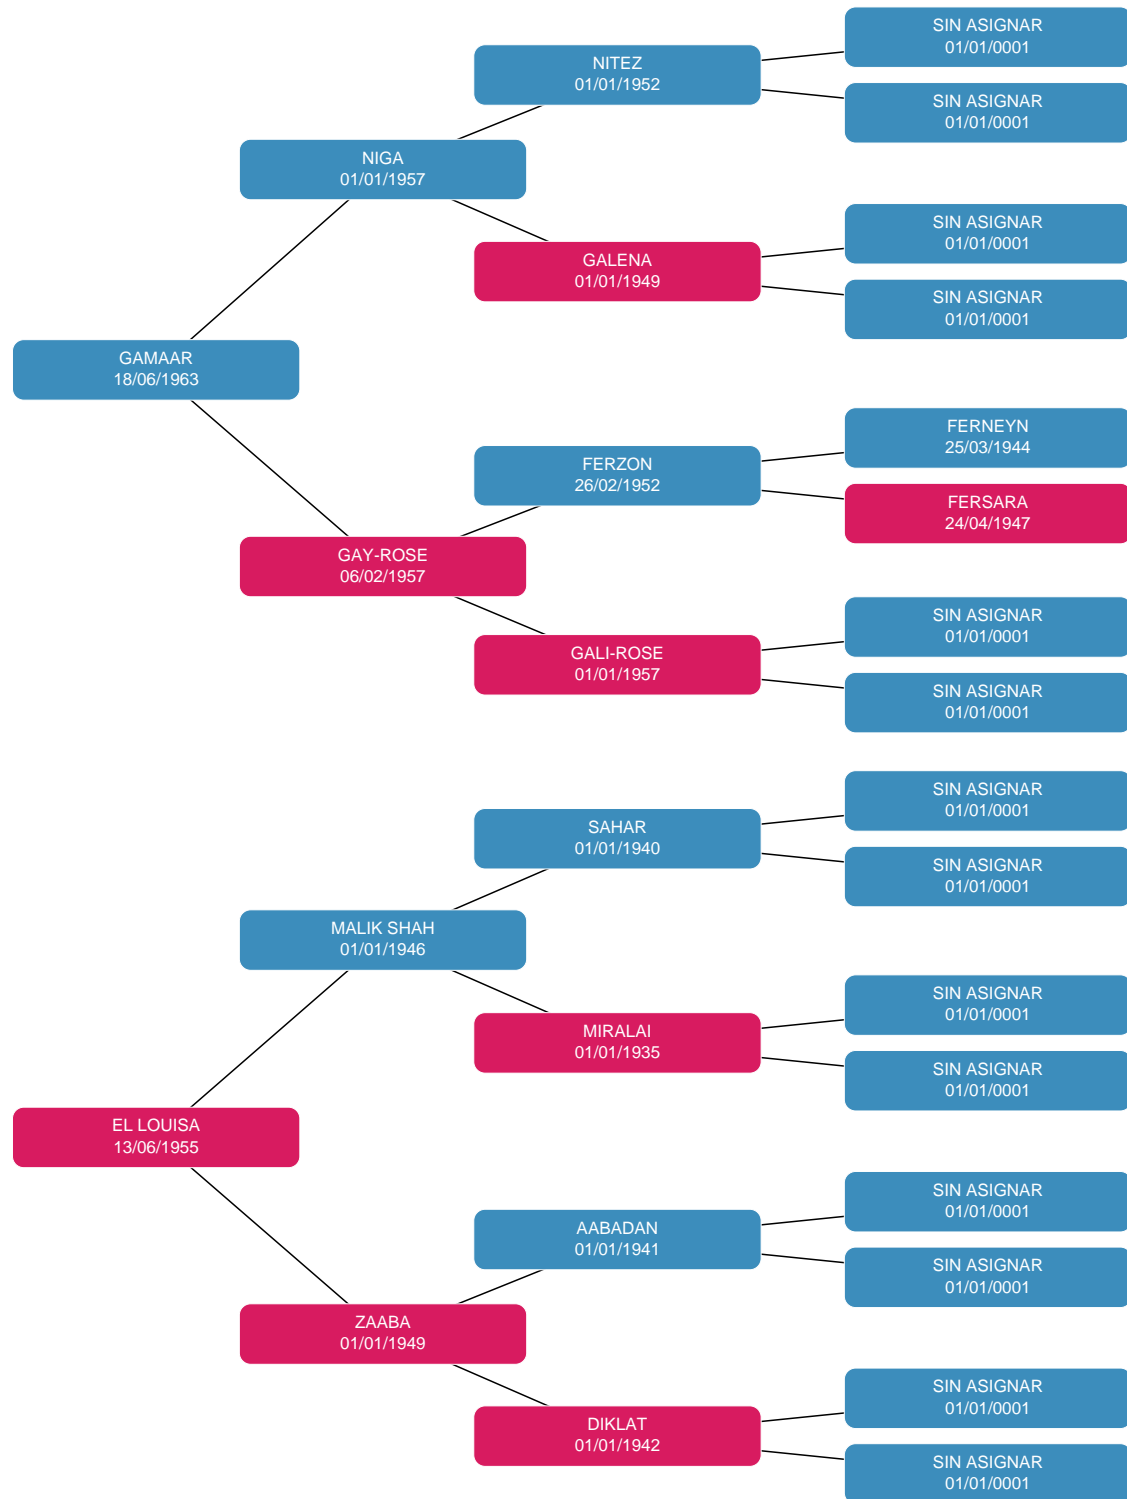 SIN ASIGNAR
01/01/0001
NITEZ
01/01/1952
SIN ASIGNAR
01/01/0001
NIGA
01/01/1957
SIN ASIGNAR
01/01/0001
GALENA
01/01/1949
SIN ASIGNAR
01/01/0001
GAMAAR
18/06/1963
FERNEYN
25/03/1944
FERZON
26/02/1952
FERSARA
24/04/1947
GAY-ROSE
06/02/1957
SIN ASIGNAR
01/01/0001
GALI-ROSE
01/01/1957
SIN ASIGNAR
01/01/0001
SIN ASIGNAR
01/01/0001
SAHAR
01/01/1940
SIN ASIGNAR
01/01/0001
MALIK SHAH
01/01/1946
SIN ASIGNAR
01/01/0001
MIRALAI
01/01/1935
SIN ASIGNAR
01/01/0001
EL LOUISA
13/06/1955
SIN ASIGNAR
01/01/0001
AABADAN
01/01/1941
SIN ASIGNAR
01/01/0001
ZAABA
01/01/1949
SIN ASIGNAR
01/01/0001
DIKLAT
01/01/1942
SIN ASIGNAR
01/01/0001